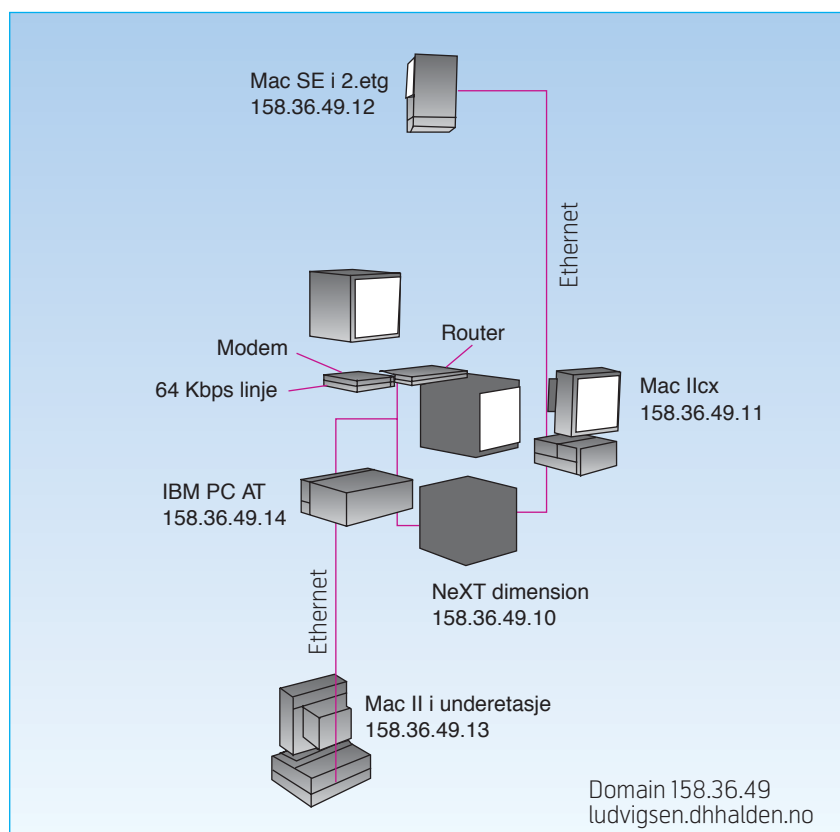 Mac SE i 2.etg
158.36.49.12
Ethernet
Router
Modem
64 Kbps linje
Mac IIcx
158.36.49.11
IBM PC AT
158.36.49.14
NeXT dimension
158.36.49.10
Ethernet
Mac II i underetasje
158.36.49.13
Domain 158.36.49
ludvigsen.dhhalden.no